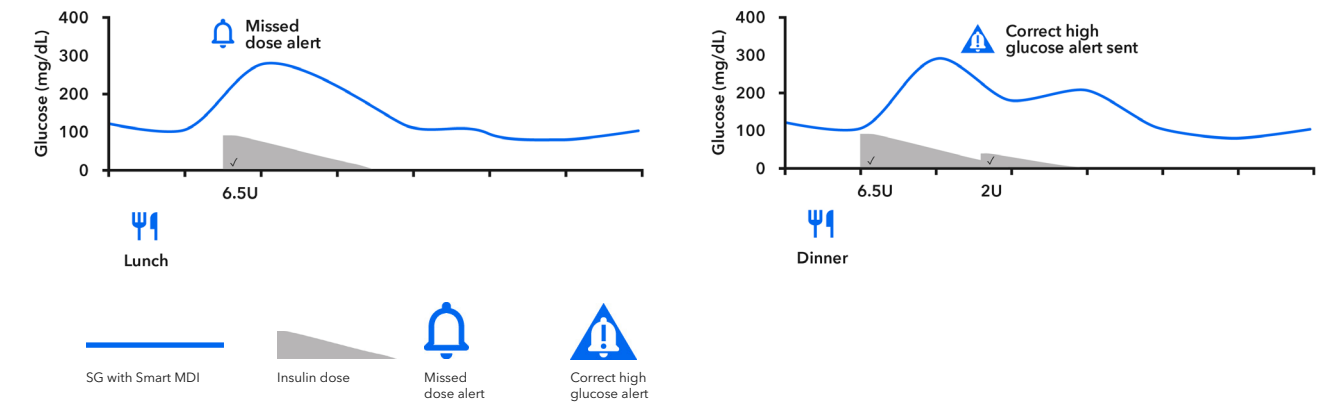 400
300
200
100
0
Glucose (mg/dL)
Missed
dose alert
6.5U
Lunch
400
300
200
100
0
Glucose (mg/dL)
Correct high
glucose alert sent
6.5U
2U
Dinner
SG with Smart MDI
Insulin dose
Missed
dose alert
Correct high
glucose alert